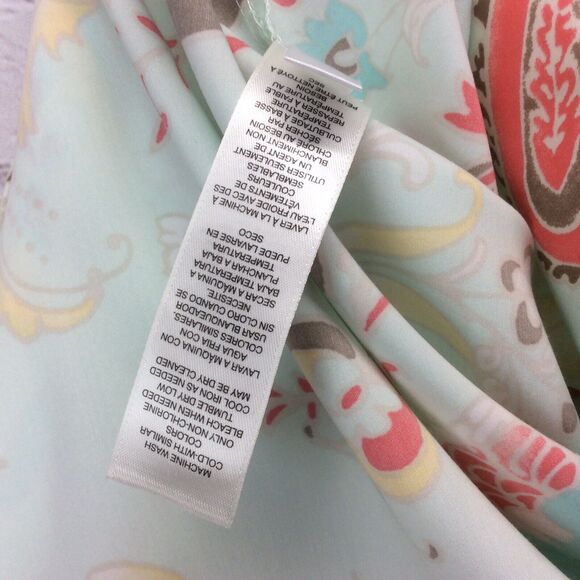 MACHINE WASH
COLD-WITH SIMILAR
COLORS
ONLY NON-CHLORINE
BLEACH WHEN NEEDED
TUMBLE DRY LOW
COOL IRON AS NEEDED
MAY BE DRY CLEANED
LAVAR A MÁQUINA CON
AGUA FRIA CON
COLORES SIMILARES.
USAR BLANQUEADOR
SIN CLORO CUANDO SE
NECESITE.
SECAR A MÁQUINA A
BAJA TEMPERATURA
PLANCHAR A BAJA
TEMPERATURA
PUEDE LAVARSE EN
SECO
LAVER À LA MACHINE À
L'EAU FROIDE AVEC DES
VÊTEMENTS DE
COULEURS
SEMBLABLES
UTILISER SEULEMENT
UN AGENT DE
BLANCHIMENT SANS
CHLORE AU BESOIN
SÉCHER PAR
CULBUTAGE À BASSE
TEMPÉRATURE
REPASSER À FAIBLE
TEMPÉRATURE AU
BESOIN
PEUT ÊTRE NETTOYÉ À
SEC